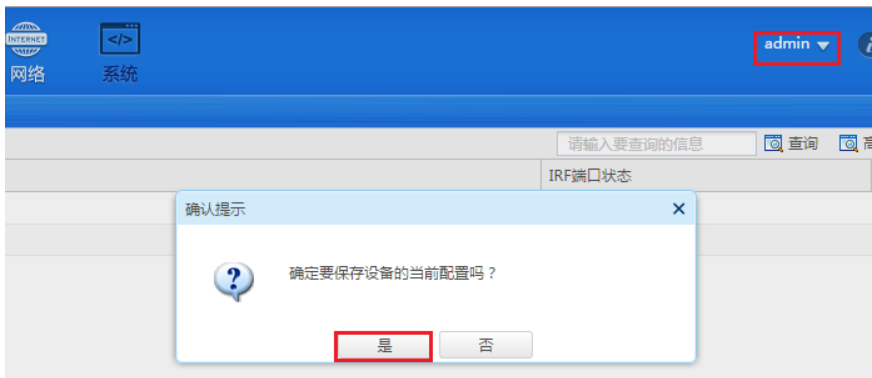 INTERNET
</>
admin
网络
系统
请输入要查询的信息
查询
IRF端口状态
确认提示
确定要保存设备的当前配置吗？
是
否